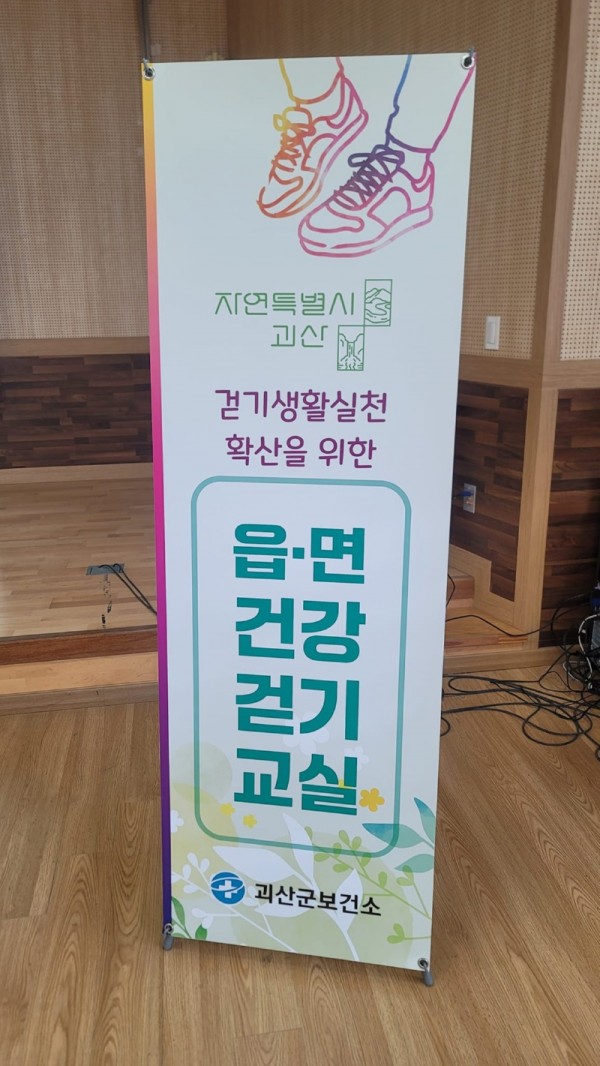 자연특별시
괴산
걷기생활실천
확산을 위한
읍·면
건강
걷기
교실
괴산군보건소